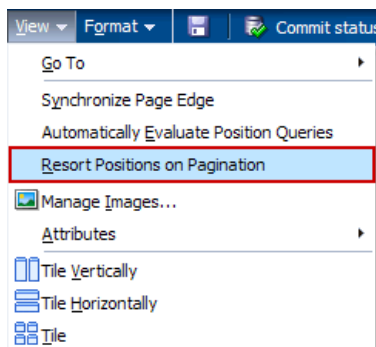 View Format Commit status
Go To
Synchronize Page Edge
Automatically Evaluate Position Queries
Resort Positions on Pagination
Manage Images...
Attributes
Tile Vertically
Tile Horizontally
Tile